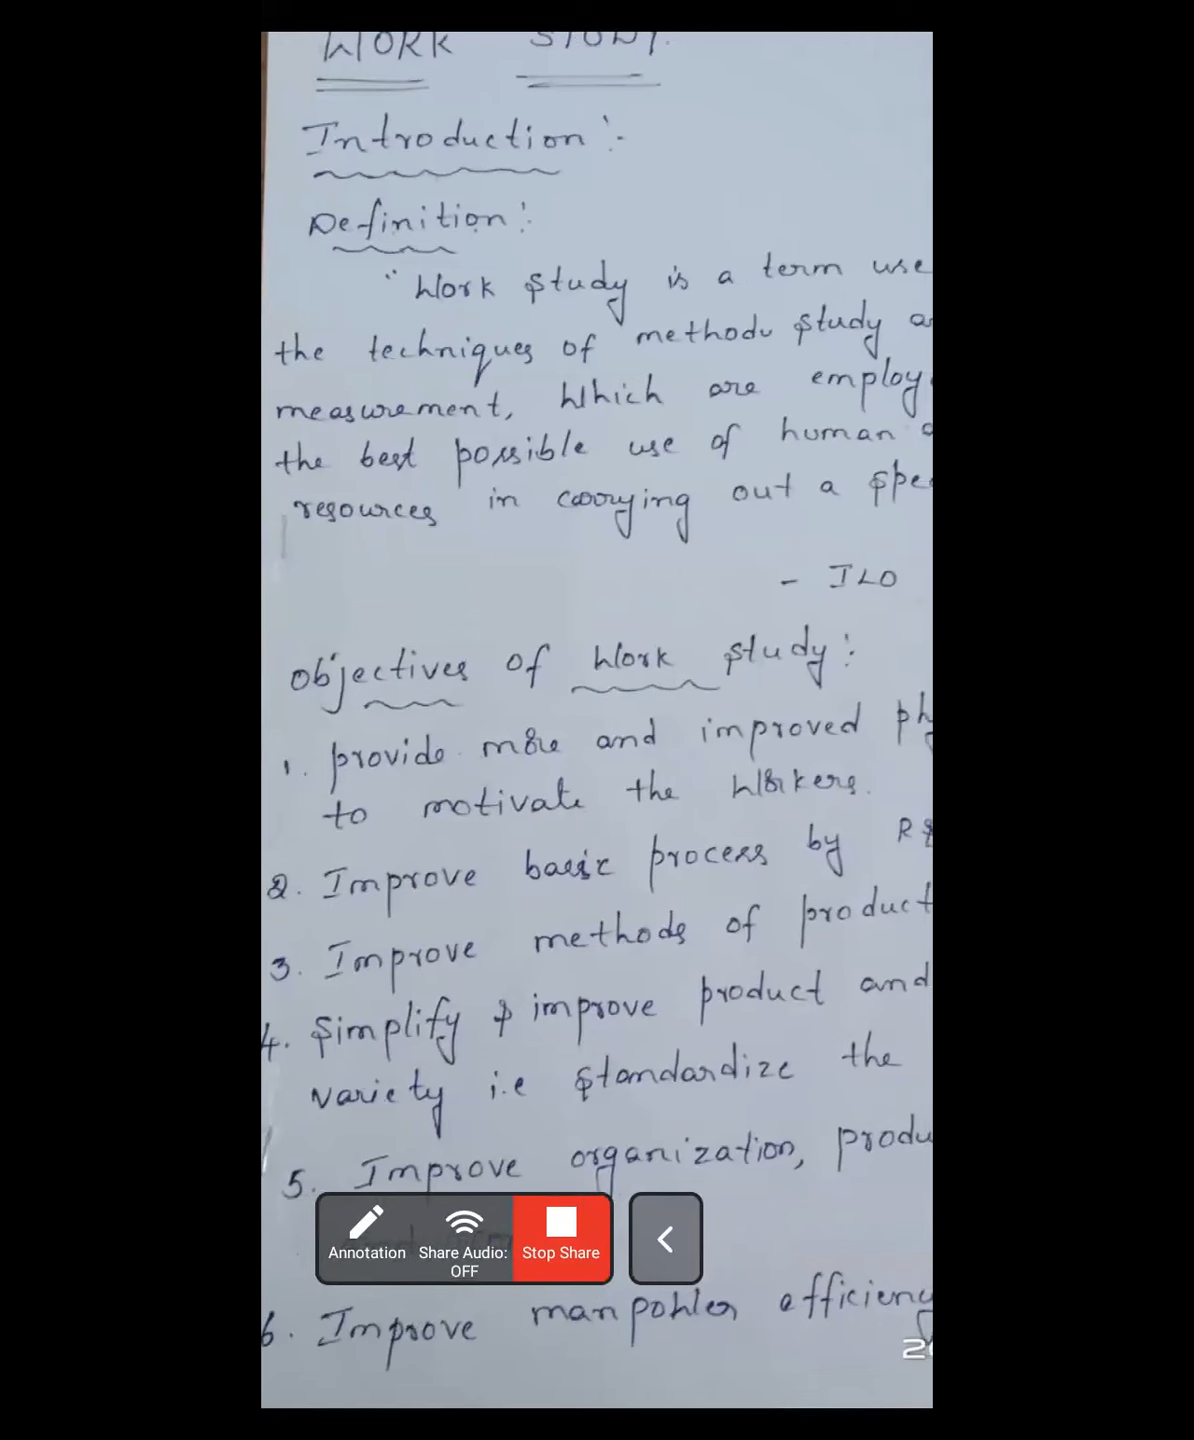 WORK STUDY.
Introduction :-
Definition :
"Work study is a term use
the techniques of methods study a
measurement, Which are employ
the best possible use of human
resources in carrying out a spe
- ILO
Objectives of Work study :
1. provide more and improved ph
to motivate the Workers.
2. Improve basic process by R &
3. Improve methods of product
4. Simplify & improve product and
variety i.e standardize the
5. Improve organization, produ
Annotation
Share Audio: OFF
Stop Share
6. Improve manpower efficienc